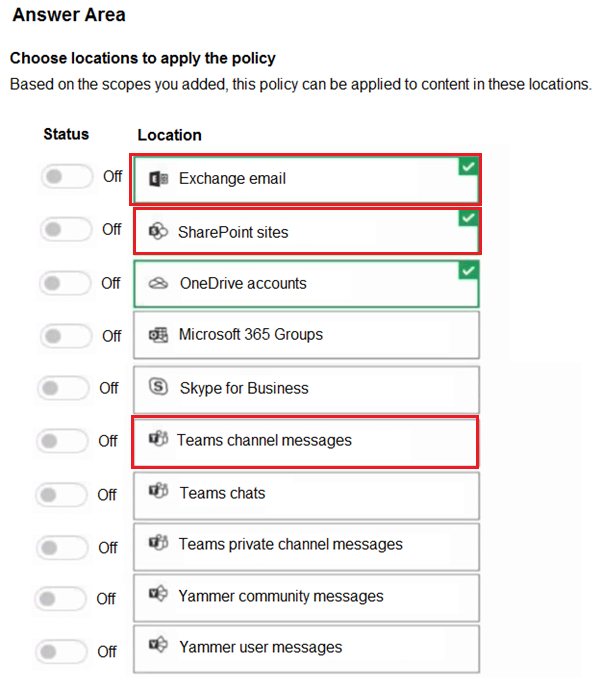 Answer Area
Choose locations to apply the policy
Based on the scopes you added, this policy can be applied to content in these locations.
Status Location
Off Exchange email
Off SharePoint sites
Off OneDrive accounts
Off Microsoft 365 Groups
Off Skype for Business
Off Teams channel messages
Off Teams chats
Off Teams private channel messages
Off Yammer community messages
Off Yammer user messages